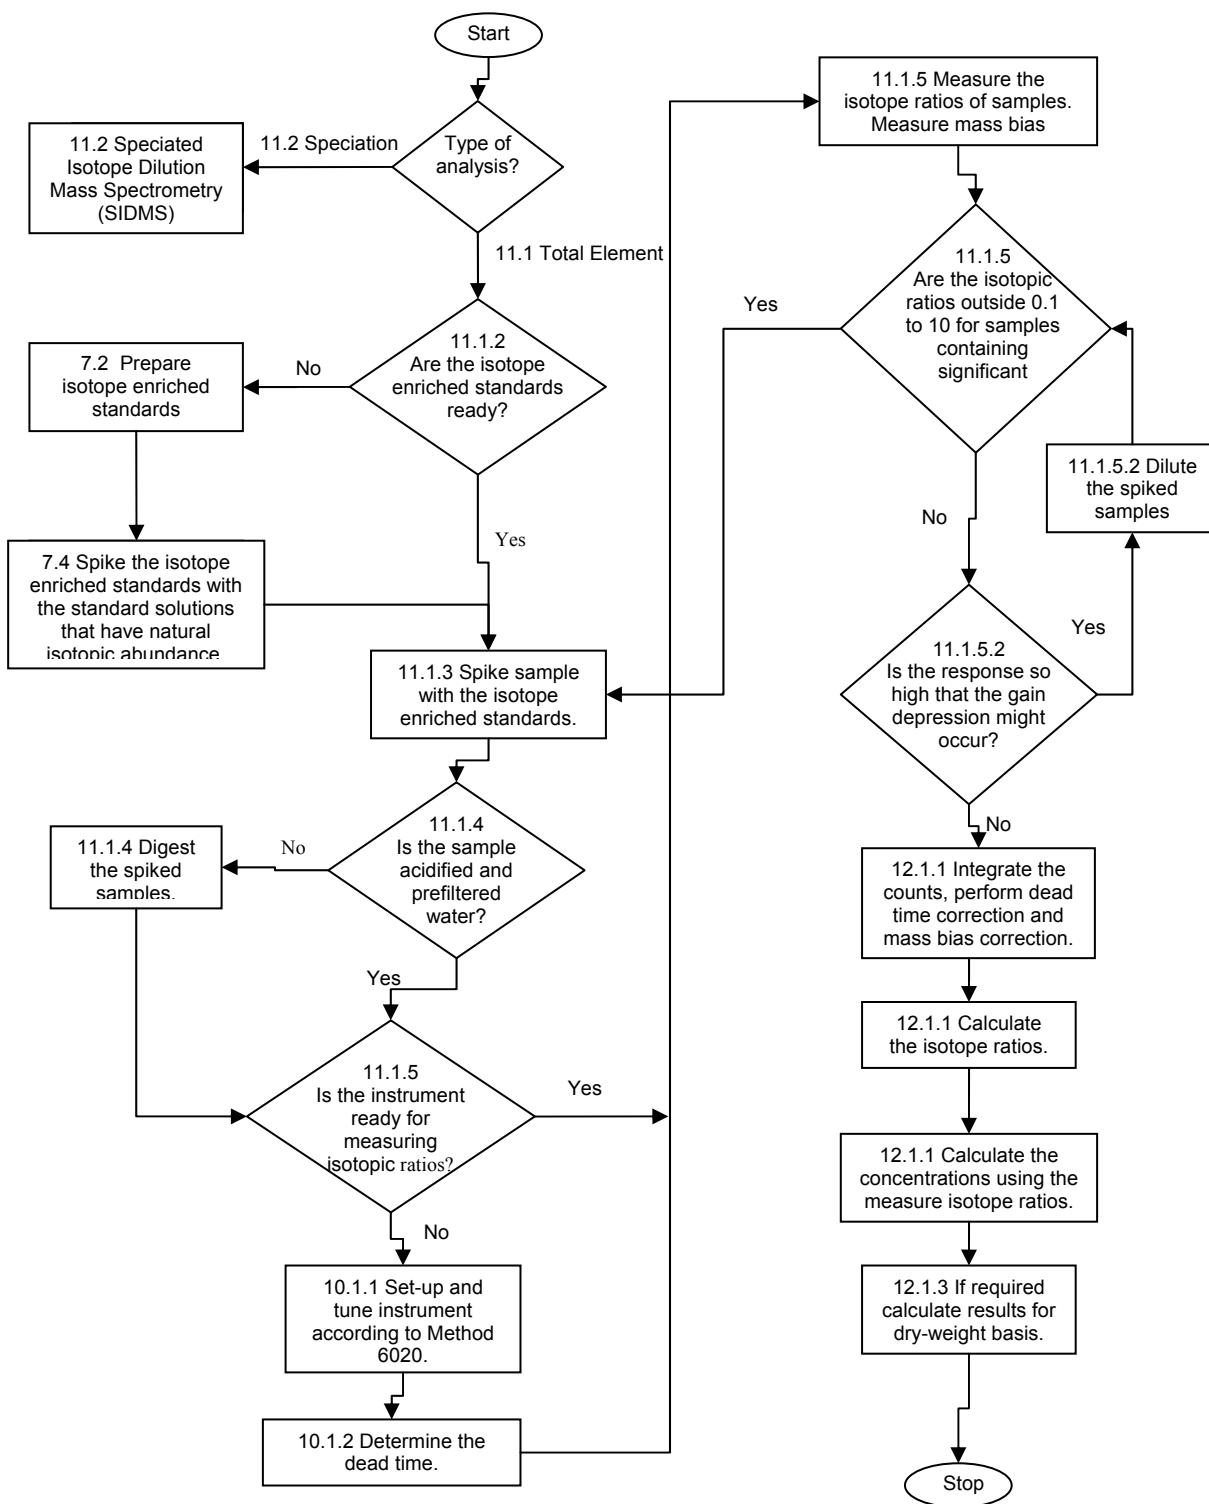 Start
Type of
analysis?
11.2 Speciation
11.2 Speciated
Isotope Dilution
Mass Spectrometry
(SIDMS)
11.1 Total Element
11.1.2
Are the isotope
enriched standards
ready?
No
7.2  Prepare
isotope enriched
standards
Yes
7.4 Spike the isotope
enriched standards with
the standard solutions
that have natural
isotopic abundance
11.1.3 Spike sample
with the isotope
enriched standards.
11.1.4
Is the sample
acidified and
prefiltered
water?
No
11.1.4 Digest
the spiked
samples.
Yes
11.1.5
Is the instrument
ready for
measuring
isotopic ratios?
Yes
No
10.1.1 Set-up and
tune instrument
according to Method
6020.
10.1.2 Determine the
dead time.
11.1.5 Measure the
isotope ratios of samples.
Measure mass bias
11.1.5
Are the isotopic
ratios outside 0.1
to 10 for samples
containing
significant
Yes
No
11.1.5.2 Dilute
the spiked
samples
11.1.5.2
Is the response so
high that the gain
depression might
occur?
Yes
No
12.1.1 Integrate the
counts, perform dead
time correction and
mass bias correction.
12.1.1 Calculate
the isotope ratios.
12.1.1 Calculate the
concentrations using the
measure isotope ratios.
12.1.3 If required
calculate results for
dry-weight basis.
Stop